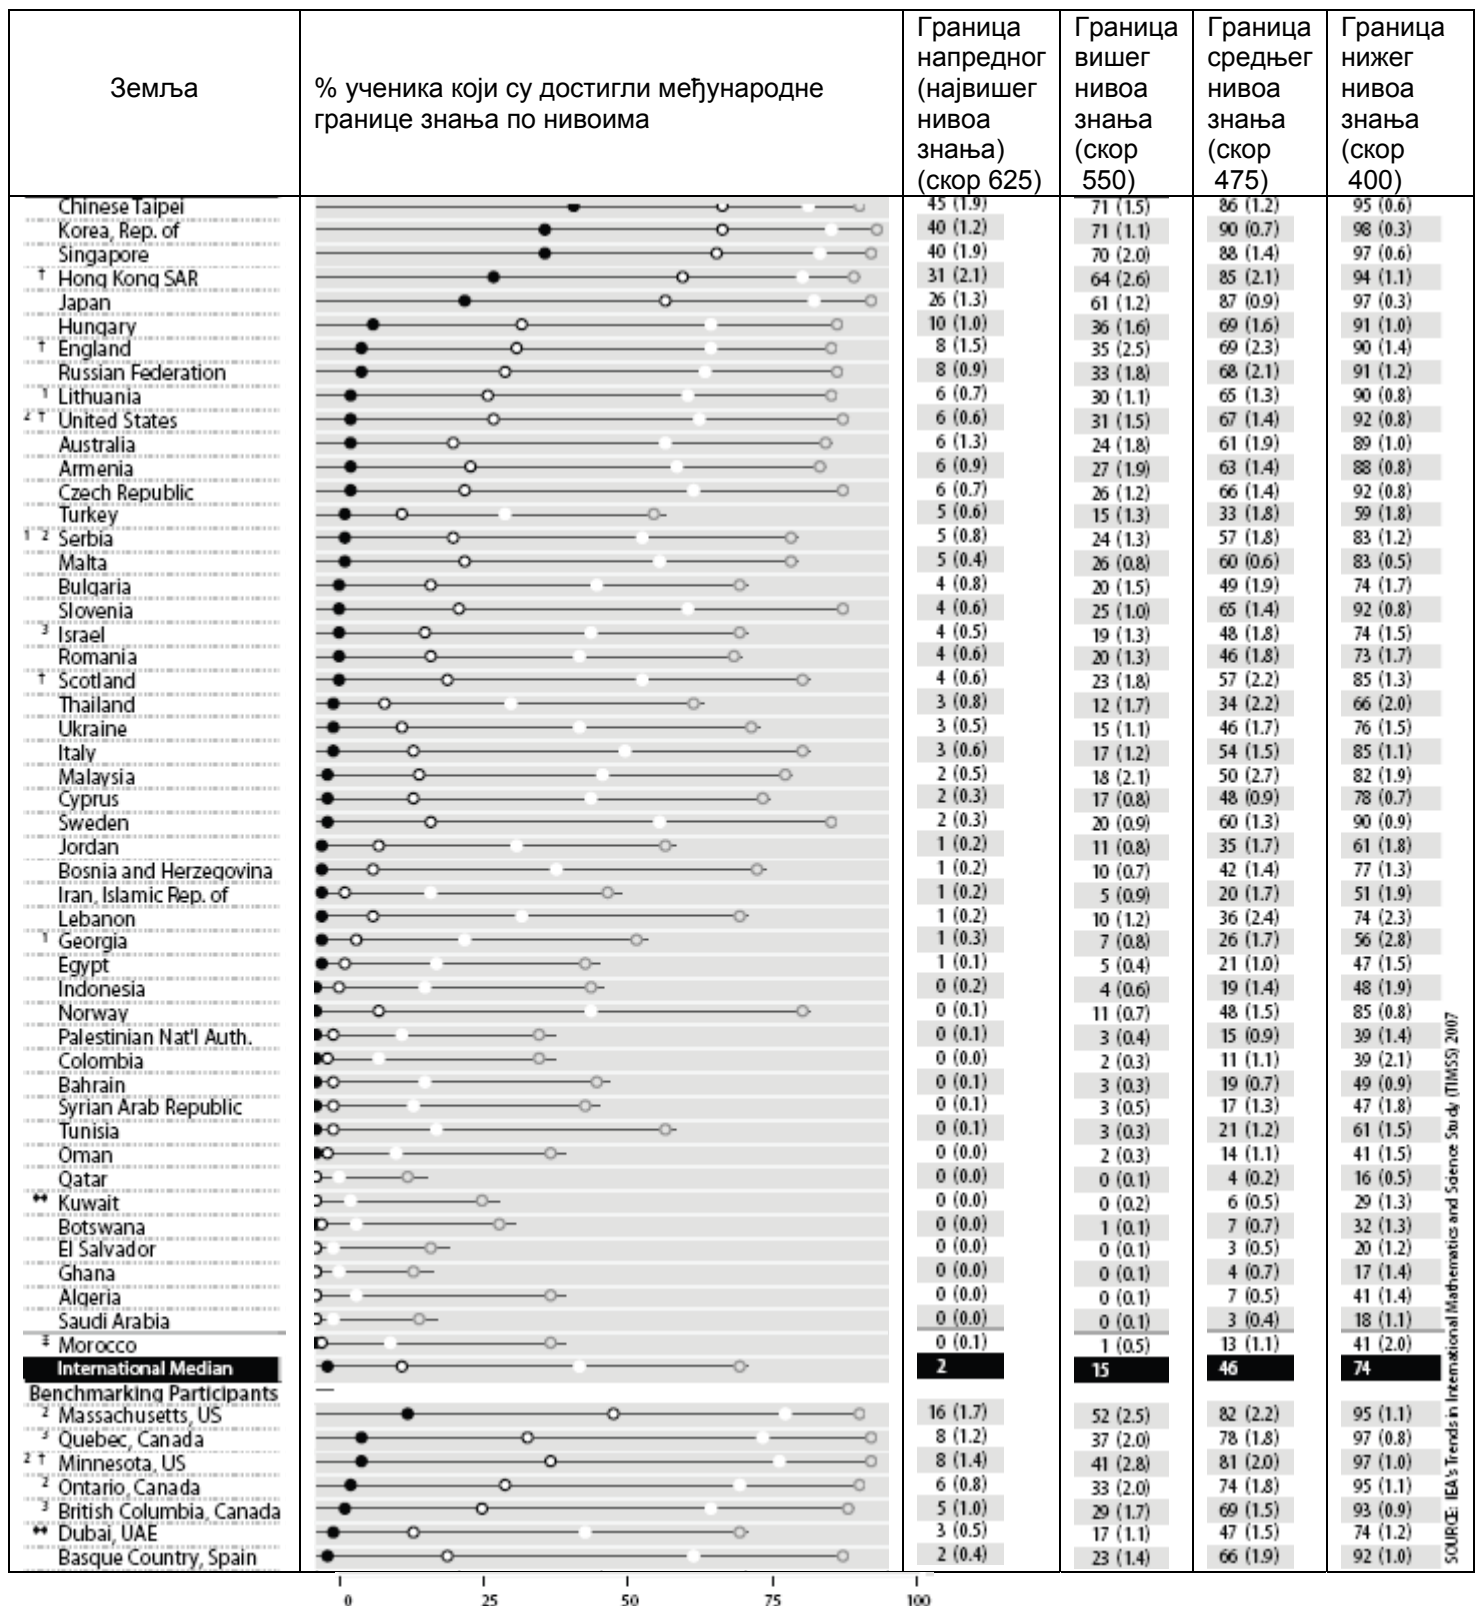 Земља
% ученика који су достигли међународне
границе знања по нивоима
Граница
напредног
(највишег
нивоа
знања)
(скор 625)
Граница
вишег
нивоа
знања
(скор
550)
Граница
средњег
нивоа
знања
(скор
475)
Граница
нижег
нивоа
знања
(скор
400)
Chinese Taipei 45 (1.9) 71 (1.5) 86 (1.2) 95 (0.6)
Korea, Rep. of 40 (1.2) 71 (1.1) 90 (0.7) 98 (0.3)
Singapore 40 (1.9) 70 (2.0) 88 (1.4) 97 (0.6)
† Hong Kong SAR 31 (2.1) 64 (2.6) 85 (2.1) 94 (1.1)
Japan 26 (1.3) 61 (1.2) 87 (0.9) 97 (0.3)
Hungary 10 (1.0) 36 (1.6) 69 (1.6) 91 (1.0)
† England 8 (1.5) 35 (2.5) 69 (2.3) 90 (1.4)
Russian Federation 8 (0.9) 33 (1.8) 68 (2.1) 91 (1.2)
1 Lithuania 6 (0.7) 30 (1.1) 65 (1.3) 90 (0.8)
2 † United States 6 (0.6) 31 (1.5) 67 (1.4) 92 (0.8)
Australia 6 (1.3) 24 (1.8) 61 (1.9) 89 (1.0)
Armenia 6 (0.9) 27 (1.9) 63 (1.4) 88 (0.8)
Czech Republic 6 (0.7) 26 (1.2) 66 (1.4) 92 (0.8)
Turkey 5 (0.6) 15 (1.3) 33 (1.8) 59 (1.8)
1 2 Serbia 5 (0.8) 24 (1.3) 57 (1.8) 83 (1.2)
Malta 5 (0.4) 26 (0.8) 60 (0.6) 83 (0.5)
Bulgaria 4 (0.8) 20 (1.5) 49 (1.9) 74 (1.7)
Slovenia 4 (0.6) 25 (1.0) 65 (1.4) 92 (0.8)
3 Israel 4 (0.5) 19 (1.3) 48 (1.8) 74 (1.5)
Romania 4 (0.6) 20 (1.3) 46 (1.8) 73 (1.7)
† Scotland 4 (0.6) 23 (1.8) 57 (2.2) 85 (1.3)
Thailand 3 (0.8) 12 (1.7) 34 (2.2) 66 (2.0)
Ukraine 3 (0.5) 15 (1.1) 46 (1.7) 76 (1.5)
Italy 3 (0.6) 17 (1.2) 54 (1.5) 85 (1.1)
Malaysia 2 (0.5) 18 (2.1) 50 (2.7) 82 (1.9)
Cyprus 2 (0.3) 17 (0.8) 48 (0.9) 78 (0.7)
Sweden 2 (0.3) 20 (0.9) 60 (1.3) 90 (0.9)
Jordan 1 (0.2) 11 (0.8) 35 (1.7) 61 (1.8)
Bosnia and Herzegovina 1 (0.2) 10 (0.7) 42 (1.4) 77 (1.3)
Iran, Islamic Rep. of 1 (0.2) 5 (0.9) 20 (1.7) 51 (1.9)
Lebanon 1 (0.2) 10 (1.2) 36 (2.4) 74 (2.3)
1 Georgia 1 (0.3) 7 (0.8) 26 (1.7) 56 (2.8)
Egypt 1 (0.1) 5 (0.4) 21 (1.0) 47 (1.5)
Indonesia 0 (0.2) 4 (0.6) 19 (1.4) 48 (1.9)
Norway 0 (0.1) 11 (0.7) 48 (1.5) 85 (0.8)
Palestinian Nat'l Auth. 0 (0.1) 3 (0.4) 15 (0.9) 39 (1.4)
Colombia 0 (0.0) 2 (0.3) 11 (1.1) 39 (2.1)
Bahrain 0 (0.1) 3 (0.3) 19 (0.7) 49 (0.9)
Syrian Arab Republic 0 (0.1) 3 (0.5) 17 (1.3) 47 (1.8)
Tunisia 0 (0.1) 3 (0.3) 21 (1.2) 61 (1.5)
Oman 0 (0.0) 2 (0.3) 14 (1.1) 41 (1.5)
Qatar 0 (0.0) 0 (0.1) 4 (0.2) 16 (0.5)
♦♦ Kuwait 0 (0.0) 0 (0.2) 6 (0.5) 29 (1.3)
Botswana 0 (0.0) 1 (0.1) 7 (0.7) 32 (1.3)
El Salvador 0 (0.0) 0 (0.1) 3 (0.5) 20 (1.2)
Ghana 0 (0.0) 0 (0.1) 4 (0.7) 17 (1.4)
Algeria 0 (0.0) 0 (0.1) 7 (0.5) 41 (1.4)
Saudi Arabia 0 (0.0) 0 (0.1) 3 (0.4) 18 (1.1)
‡ Morocco 0 (0.1) 1 (0.5) 13 (1.1) 41 (2.0)
International Median 2 15 46 74
Benchmarking Participants
2 Massachusetts, US 16 (1.7) 52 (2.5) 82 (2.2) 95 (1.1)
3 Quebec, Canada 8 (1.2) 37 (2.0) 78 (1.8) 97 (0.8)
2 † Minnesota, US 8 (1.4) 41 (2.8) 81 (2.0) 97 (1.0)
2 Ontario, Canada 6 (0.8) 33 (2.0) 74 (1.8) 95 (1.1)
3 British Columbia, Canada 5 (1.0) 29 (1.7) 69 (1.5) 93 (0.9)
♦♦ Dubai, UAE 3 (0.5) 17 (1.1) 47 (1.5) 74 (1.2)
Basque Country, Spain 2 (0.4) 23 (1.4) 66 (1.9) 92 (1.0)
0 25 50 75 100
SOURCE: IEA's Trends in International Mathematics and Science Study (TIMSS) 2007